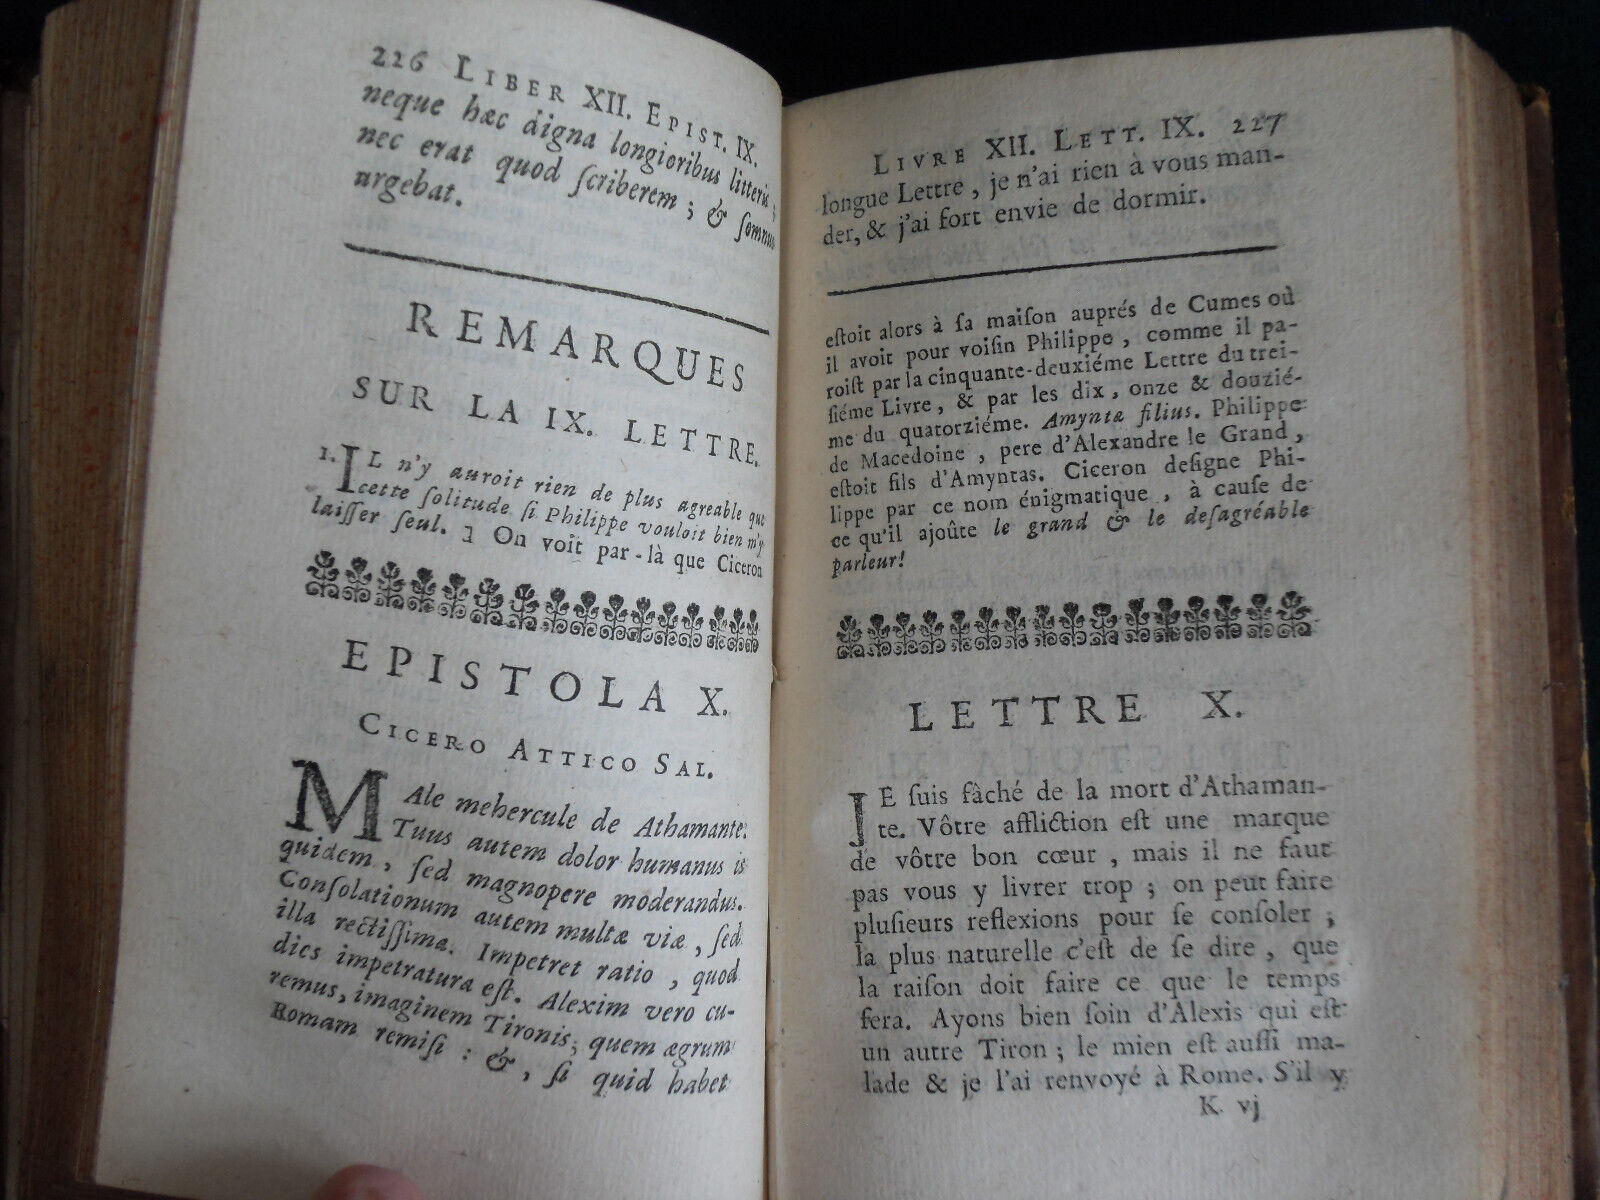 226 LIBER XII. EPIST. IX.
neque hæc digna longioribus litteris ;
nec erat quod ſcriberem ; & ſomnus
urgebat.
REMARQUES
SUR LA IX. LETTRE.
1. IL n'y auroit rien de plus agreable que
cette ſolitude ſi Philippe vouloit bien m'y
laiſſer ſeul. ] On voit par-là que Ciceron
EPISTOLA X.
CICERO ATTICO SAL.
MAle mehercule de Athamante.
Tuus autem dolor humanus is
quidem, ſed magnopere moderandus.
Conſolationum autem multæ viæ, ſed
illa rectiſſima. Impetret ratio, quod
dies impetratura eſt. Alexim vero cu-
remus, imaginem Tironis, quem ægrum
Romam remiſi : & , ſi quid habet
LIVRE XII. LETT. IX. 227
longue Lettre, je n'ai rien à vous man-
der, & j'ai fort envie de dormir.
eſtoit alors à ſa maiſon auprés de Cumes où
il avoit pour voiſin Philippe, comme il pa-
roiſt par la cinquante-deuxiéme Lettre du trei-
ſiéme Livre, & par les dix, onze & douzié-
me du quatorziéme. Amyntæ filius. Philippe
de Macedoine, pere d'Alexandre le Grand,
eſtoit fils d'Amyntas. Ciceron deſigne Phi-
lippe par ce nom énigmatique, à cauſe de
ce qu'il ajoûte le grand & le deſagréable
parleur!
LETTRE X.
JE ſuis fâché de la mort d'Athaman-
te. Vôtre affliction eſt une marque
de vôtre bon cœur, mais il ne faut
pas vous y livrer trop ; on peut faire
pluſieurs reflexions pour ſe conſoler ;
la plus naturelle c'eſt de ſe dire, que
la raiſon doit faire ce que le temps
fera. Ayons bien ſoin d'Alexis qui eſt
un autre Tiron ; le mien eſt auſſi ma-
lade & je l'ai renvoyé à Rome. S'il y
K vj